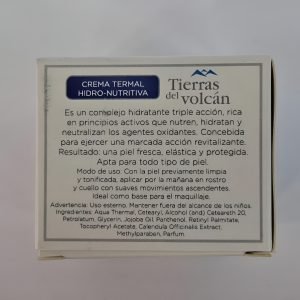 CREMA TERMAL
HIDRO-NUTRITIVA
Tierras
del volcán
Es un complejo hidratante triple acción, rica
en principios activos que nutren, hidratan y
neutralizan los agentes oxidantes. Concebida
para ejercer una marcada acción revitalizante.
Resultado: una piel fresca, elástica y protegida.
Apta para todo tipo de piel.
Modo de uso: Con la piel previamente limpia
y tonificada, aplicar por la mañana en rostro
y cuello con suaves movimientos ascendentes.
Ideal como base para el maquillaje.
Advertencia: Uso esterno. Mantener fuera del alcance de los niños.
Ingredientes: Aqua Thermal, Cetearyl, Alcohol (and) Ceteareth 20,
Petrolatum, Glycerin, Jojoba Oil, Panthenol, Retinyl Palmitate,
Tocopheryl Acetate, Calendula Officinalis Extract.
Methylparaben, Parfum.